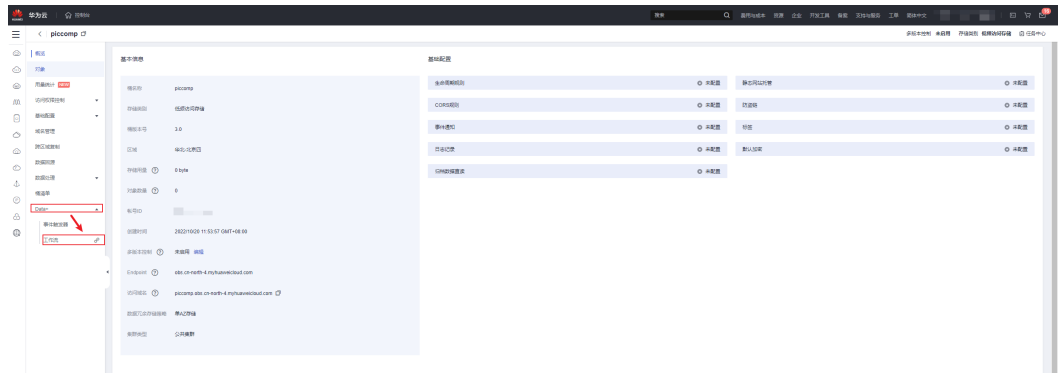 华为云 控制台 搜索 备案 资源 费用 企业 开发工具 支持与服务 工单 简体中文
piccomp 多版本控制 未启用 存储类别 低频访问存储 任务中心
概览
对象
用量统计 NEW
访问权限控制
基础配置
域名管理
跨区域复制
数据回源
数据处理
桶清单
Data+
事件触发器
工作流
基本信息
桶名称 piccomp
存储类别 低频访问存储
桶版本号 3.0
区域 华北-北京四
存储用量 0 byte
对象数量 0
帐号ID
创建时间 2022/10/20 11:53:57 GMT+08:00
多版本控制 未启用 编辑
Endpoint obs.cn-north-4.myhuaweicloud.com
访问域名 piccomp.obs.cn-north-4.myhuaweicloud.com
数据冗余存储策略 单AZ存储
集群类型 公共集群
基础配置
生命周期规则 未配置 静态网站托管 未配置
CORS规则 未配置 防盗链 未配置
事件通知 未配置 标签 未配置
日志记录 未配置 默认加密 未配置
归档数据直读 未配置